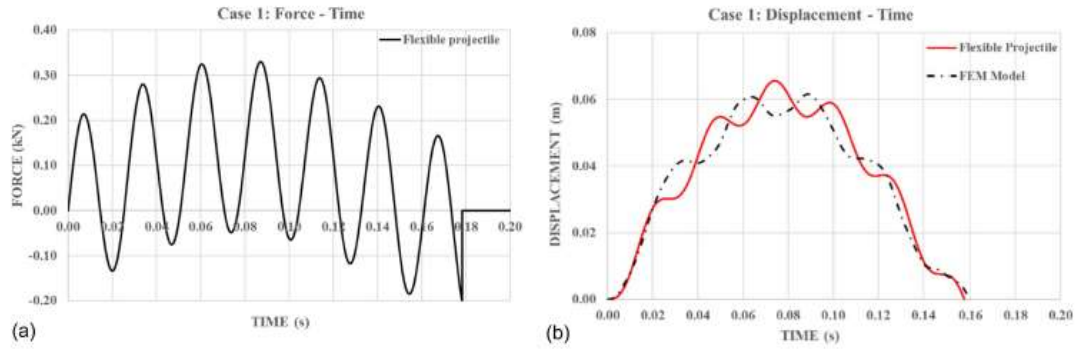 Case 1: Force - Time
Flexible projectile
FORCE (kN)
0.40
0.30
0.20
0.10
0.00
-0.10
-0.20
0.00 0.02 0.04 0.06 0.08 0.10 0.12 0.14 0.16 0.18 0.20
TIME (s)
(a)
Case 1: Displacement - Time
Flexible Projectile
FEM Model
DISPLACEMENT (m)
0.08
0.06
0.04
0.02
0.00
0.00 0.02 0.04 0.06 0.08 0.10 0.12 0.14 0.16 0.18 0.20
TIME (s)
(b)